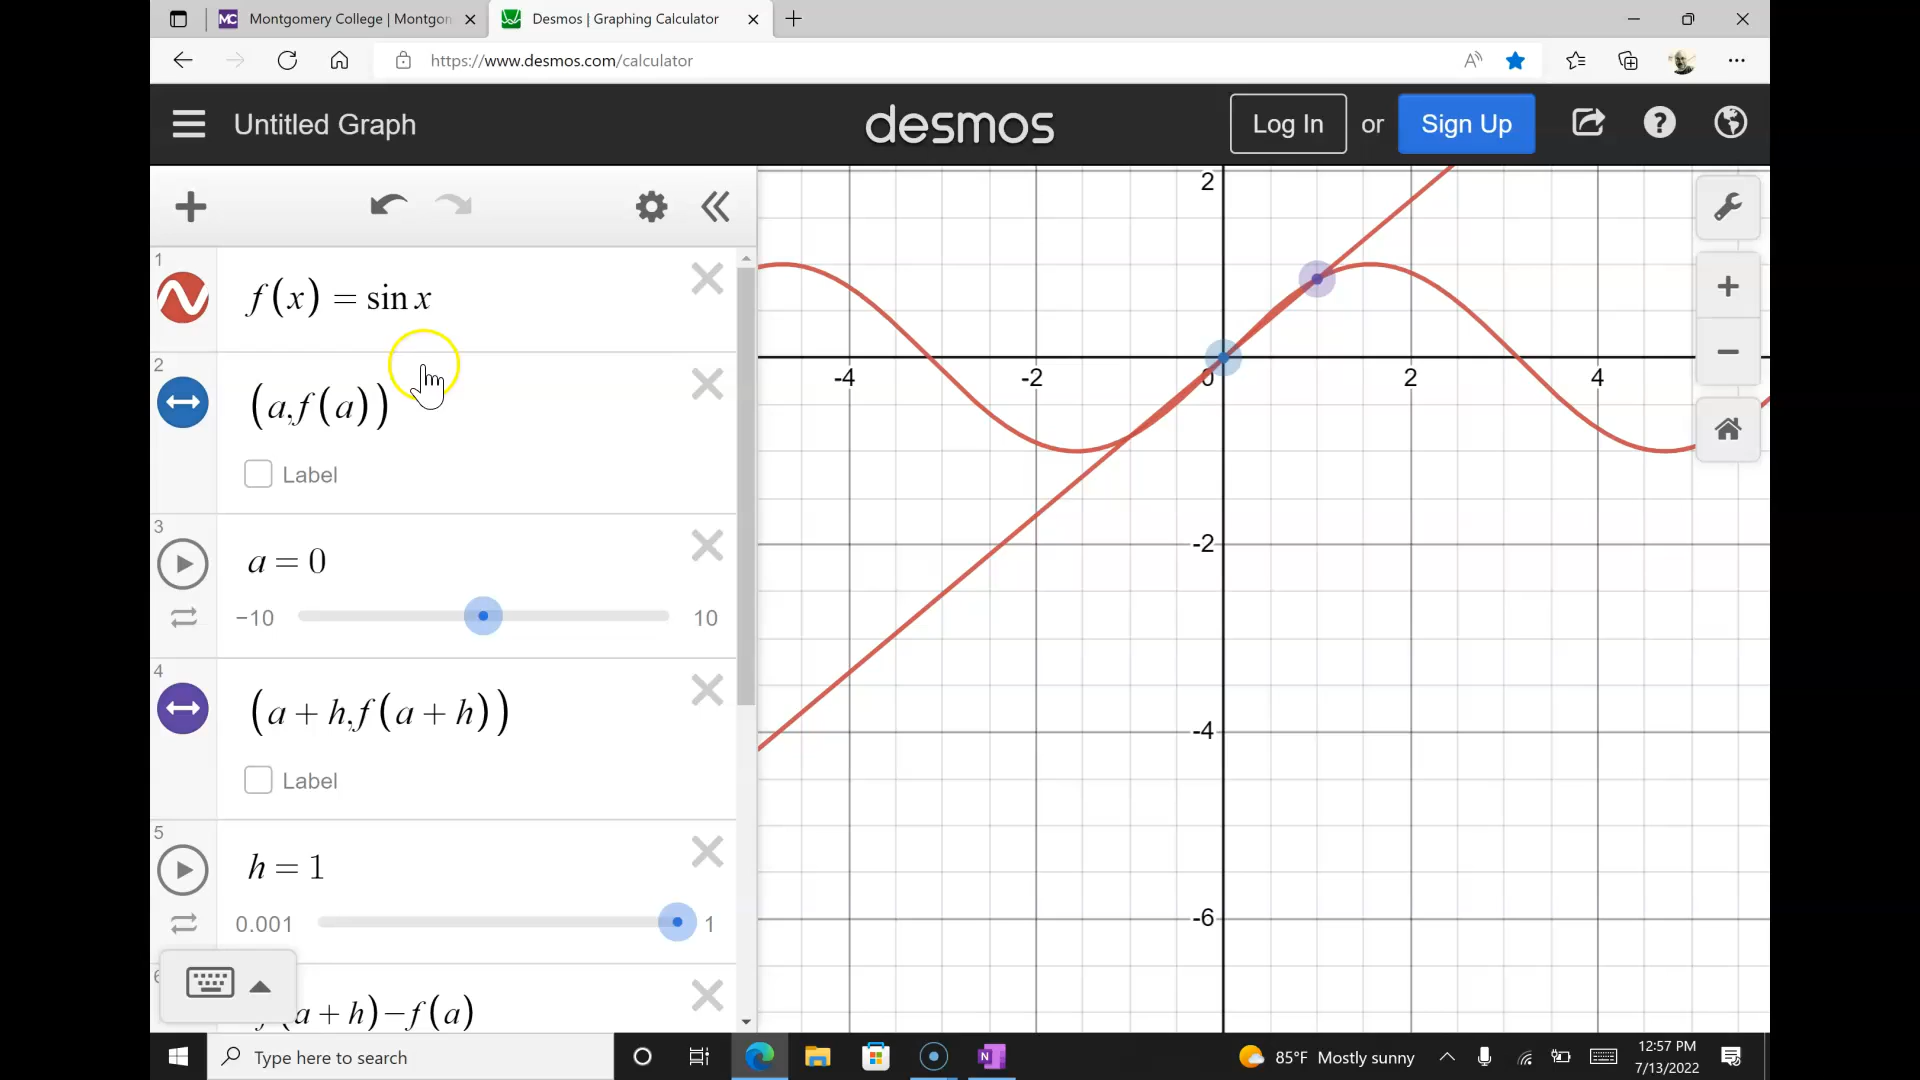 Montgomery College | Montgon
Desmos | Graphing Calculator
https://www.desmos.com/calculator
Untitled Graph
desmos
Log In or Sign Up
1
f(x) = sin x
2
(a,f(a))
Label
3
a = 0
-10 10
4
(a + h,f(a + h))
Label
5
h = 1
0.001 1
6
f(a + h)-f(a)
2
-4 -2 0 2 4
-2
-4
-6
Type here to search
85°F Mostly sunny
12:57 PM
7/13/2022